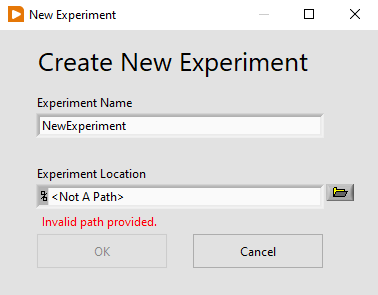 New Experiment
Create New Experiment
Experiment Name
NewExperiment
Experiment Location
<Not A Path>
Invalid path provided.
OK
Cancel